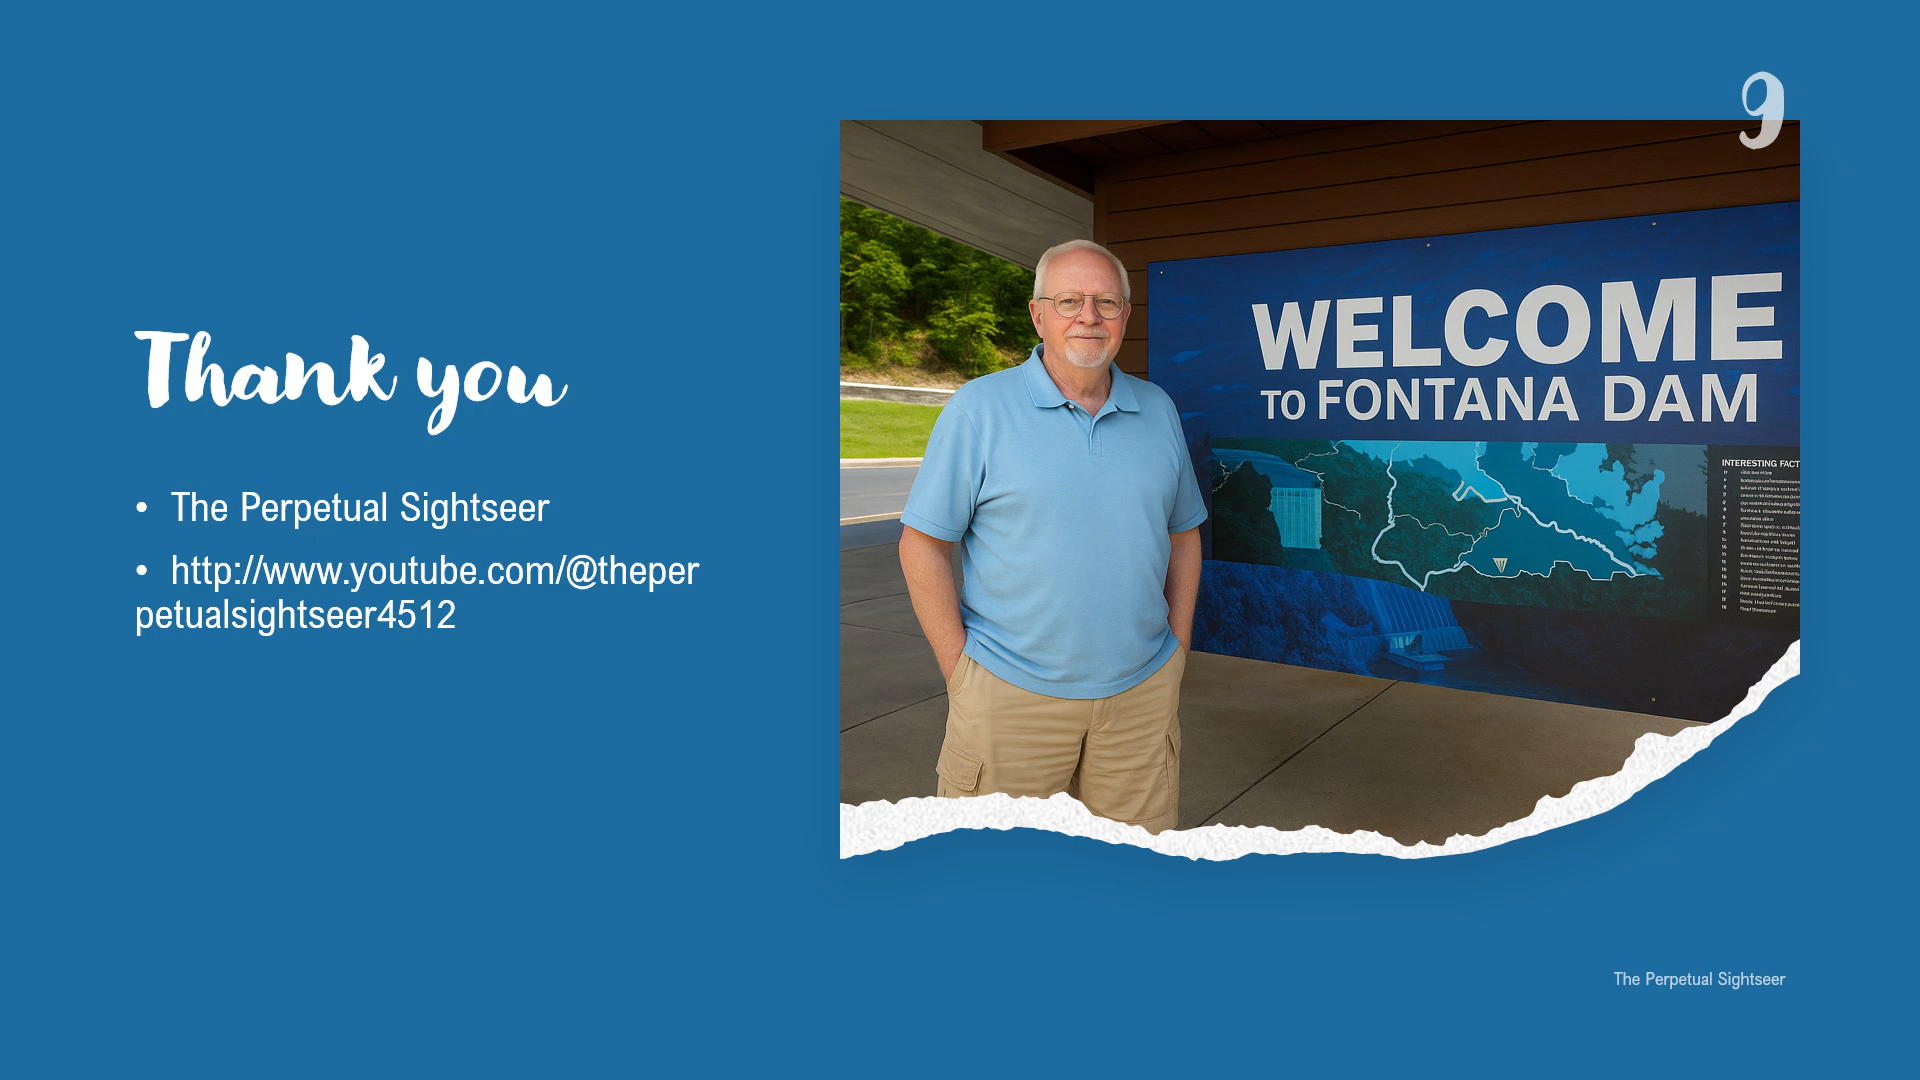 9
Thank you
• The Perpetual Sightseer
• http://www.youtube.com/@theper
petualsightseer4512
WELCOME
TO FONTANA DAM
INTERESTING FACT
The Perpetual Sightseer